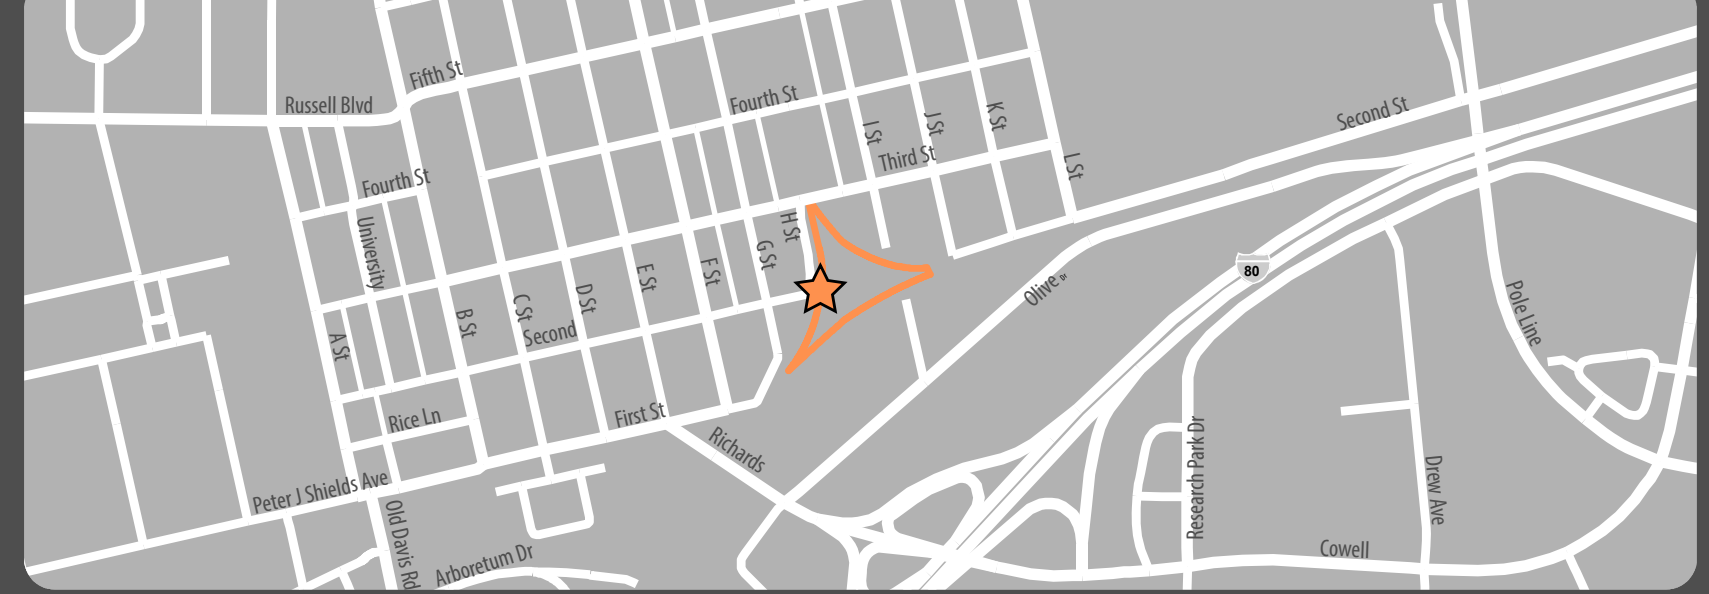 Fifth St
Russell Blvd
Fourth St
Second St
K St
J St
I St
Third St
L St
Fourth St
University
H St
G St
F St
E St
D St
C St
B St
A St
Second
80
Olive Dr
Pole Line
Rice Ln
First St
Richards
Research Park Dr
Drew Ave
Peter J Shields Ave
Old Davis Rd
Arboretum Dr
Cowell